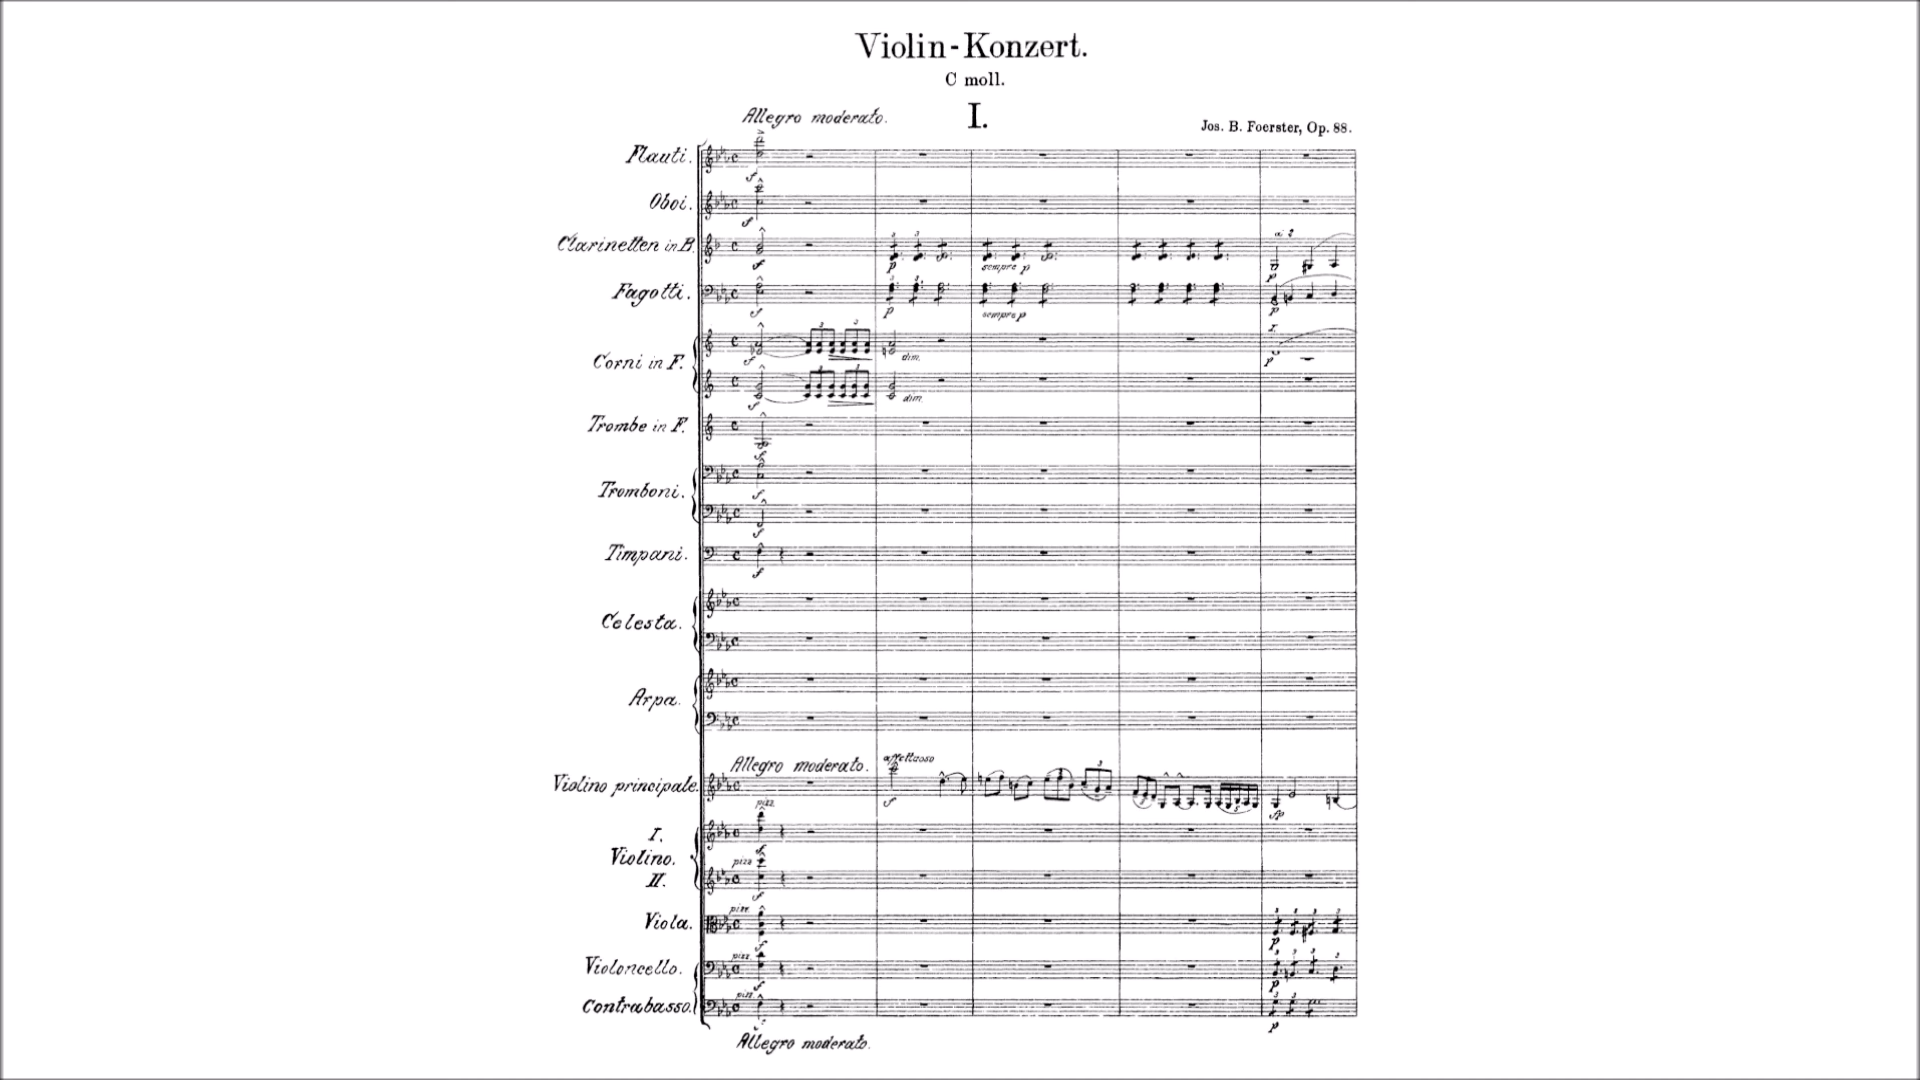 Violin-Konzert.
C moll.
Allegro moderato.
I.
Jos. B. Foerster, Op. 88.
Flauti.
Oboi.
Clarinetten in B.
Fagotti.
sempre p
sempre p
Corni in F.
dim.
dim.
Trombe in F.
Tromboni.
Timpani.
Celesta.
Arpa.
Allegro moderato.
affettuoso
Violino principale.
pizz.
I.
Violino.
pizz.
II.
pizz.
Viola.
pizz.
Violoncello.
pizz.
Contrabasso.
Allegro moderato.